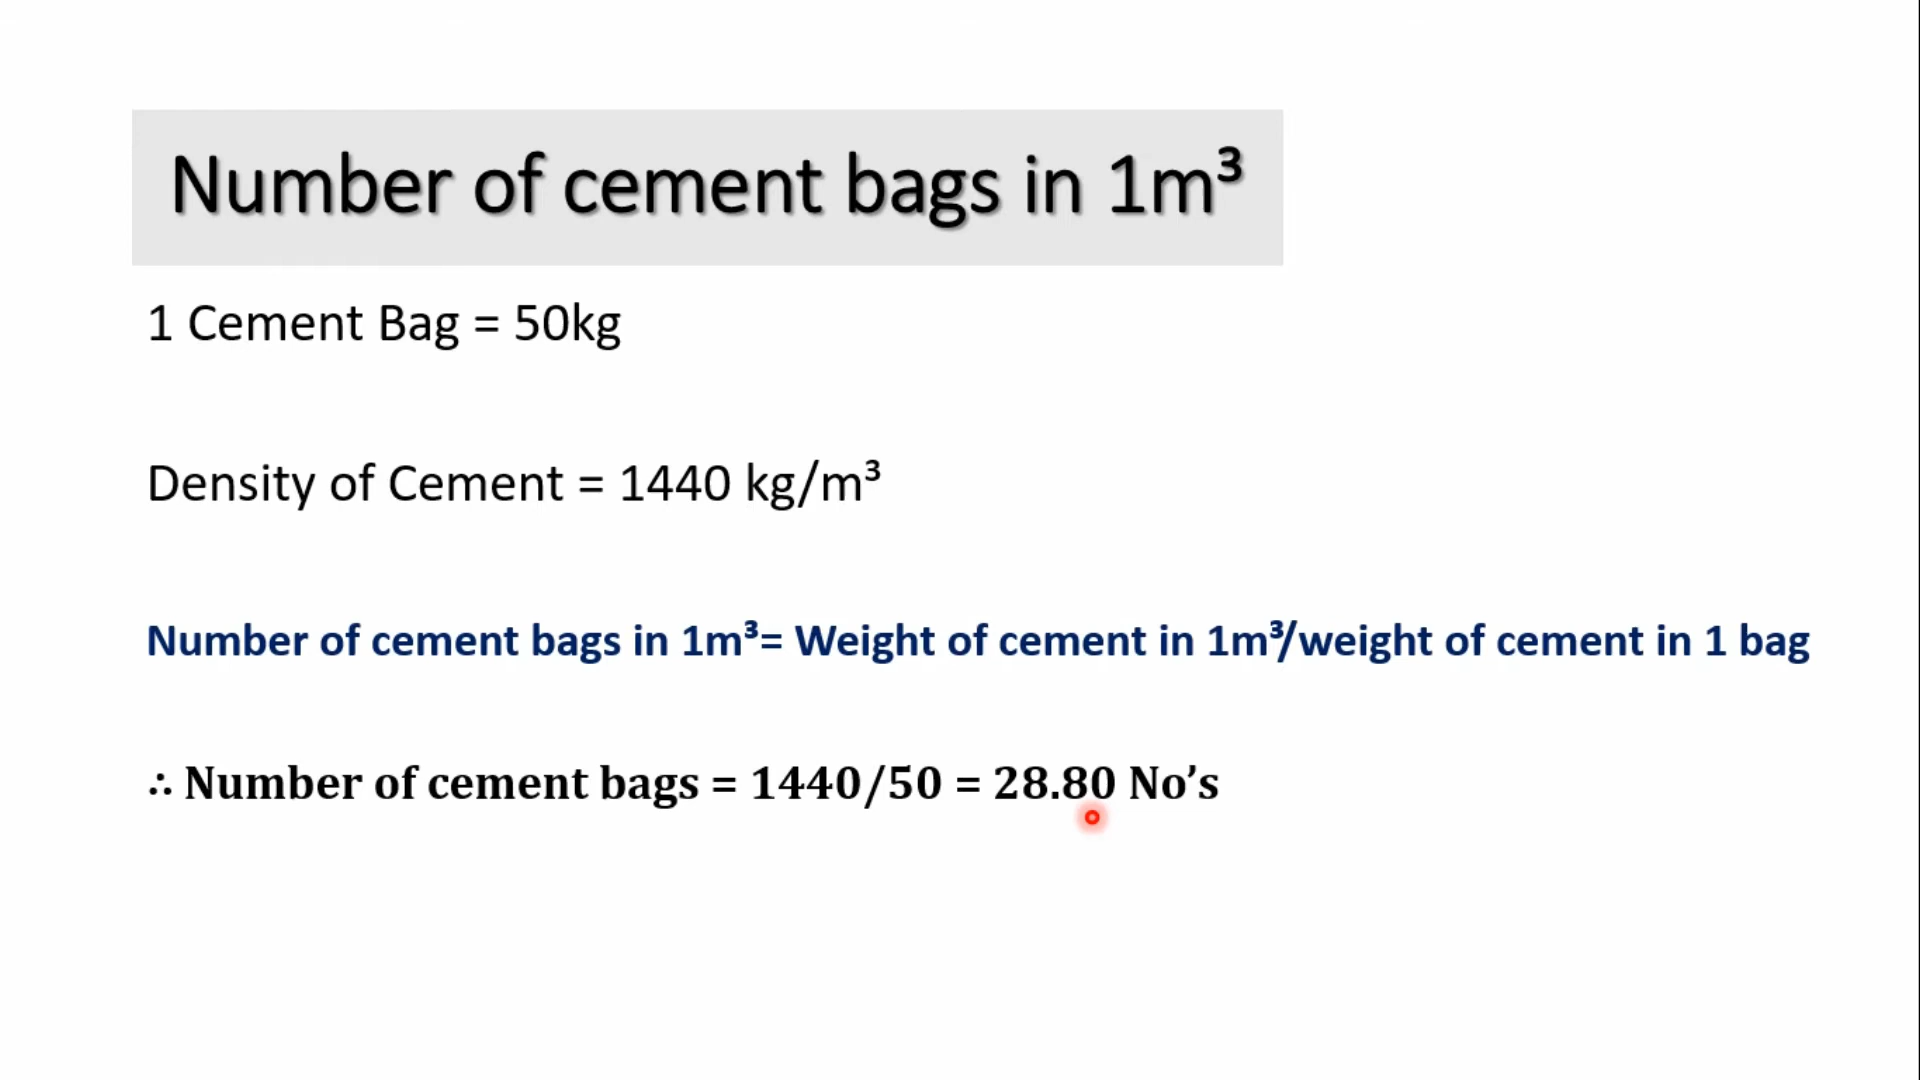 Number of cement bags in 1m³
1 Cement Bag = 50kg
Density of Cement = 1440 kg/m³
Number of cement bags in 1m³= Weight of cement in 1m³/weight of cement in 1 bag
∴ Number of cement bags = 1440/50 = 28.80 No’s